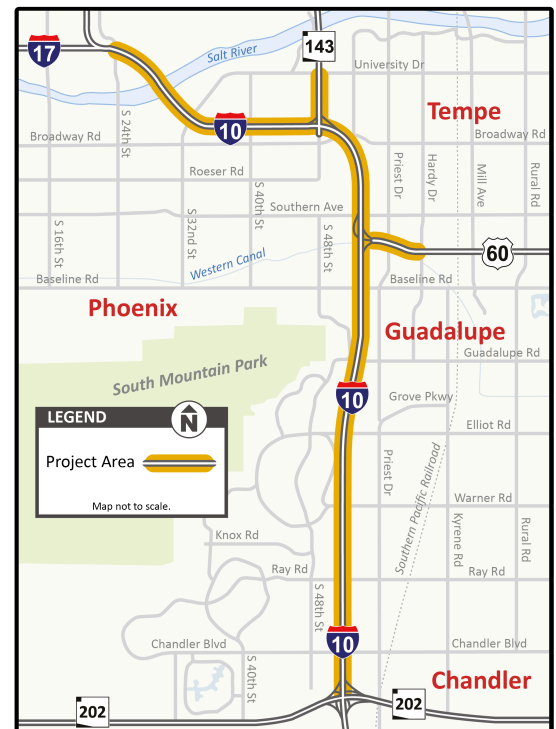 17
143
Salt River
University Dr
S 24th St
10
Tempe
Broadway Rd
Broadway Rd
Roeser Rd
Priest Dr
Hardy Dr
Mill Ave
Rural Rd
S 40th St
Southern Ave
S 16th St
S 32nd St
S 48th St
Western Canal
60
Baseline Rd
Baseline Rd
Phoenix
Guadalupe
Guadalupe Rd
South Mountain Park
10
Grove Pkwy
LEGEND
N
Elliot Rd
Project Area
Priest Dr
Southern Pacific Railroad
Map not to scale.
Warner Rd
Kyrene Rd
Rural Rd
Knox Rd
Ray Rd
Ray Rd
S 48th St
10
Chandler Blvd
Chandler Blvd
S 40th St
Chandler
202
202